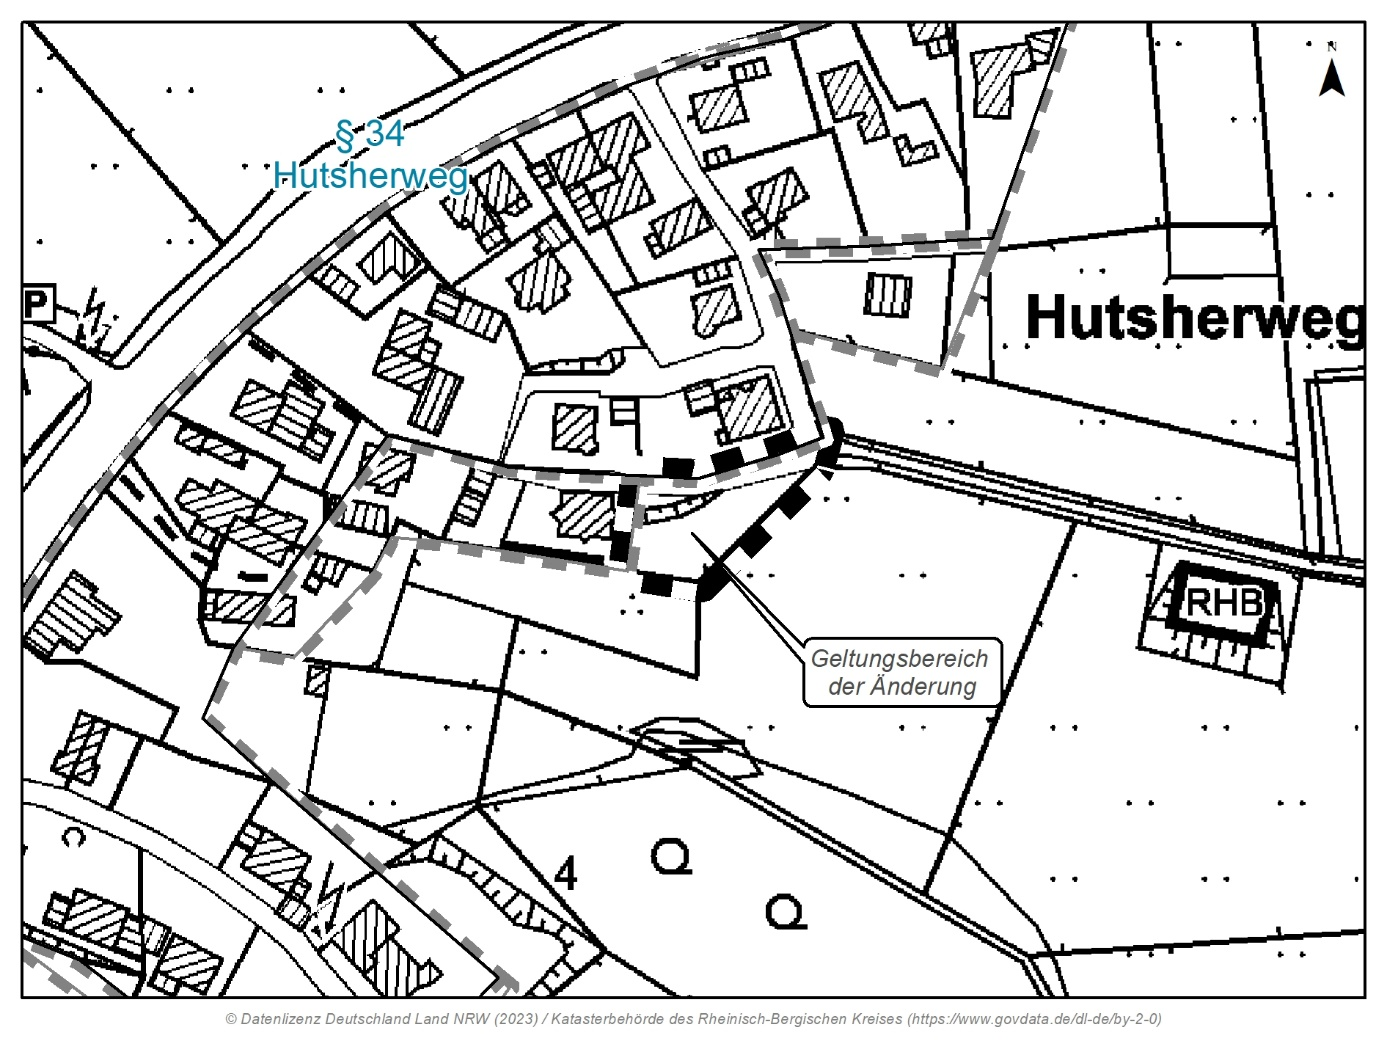 N
§ 34
Hutsherweg
P
Hutsherweg
RHB
Geltungsbereich
der Änderung
4
© Datenlizenz Deutschland Land NRW (2023) / Katasterbehörde des Rheinisch-Bergischen Kreises (https://www.govdata.de/dl-de/by-2-0)